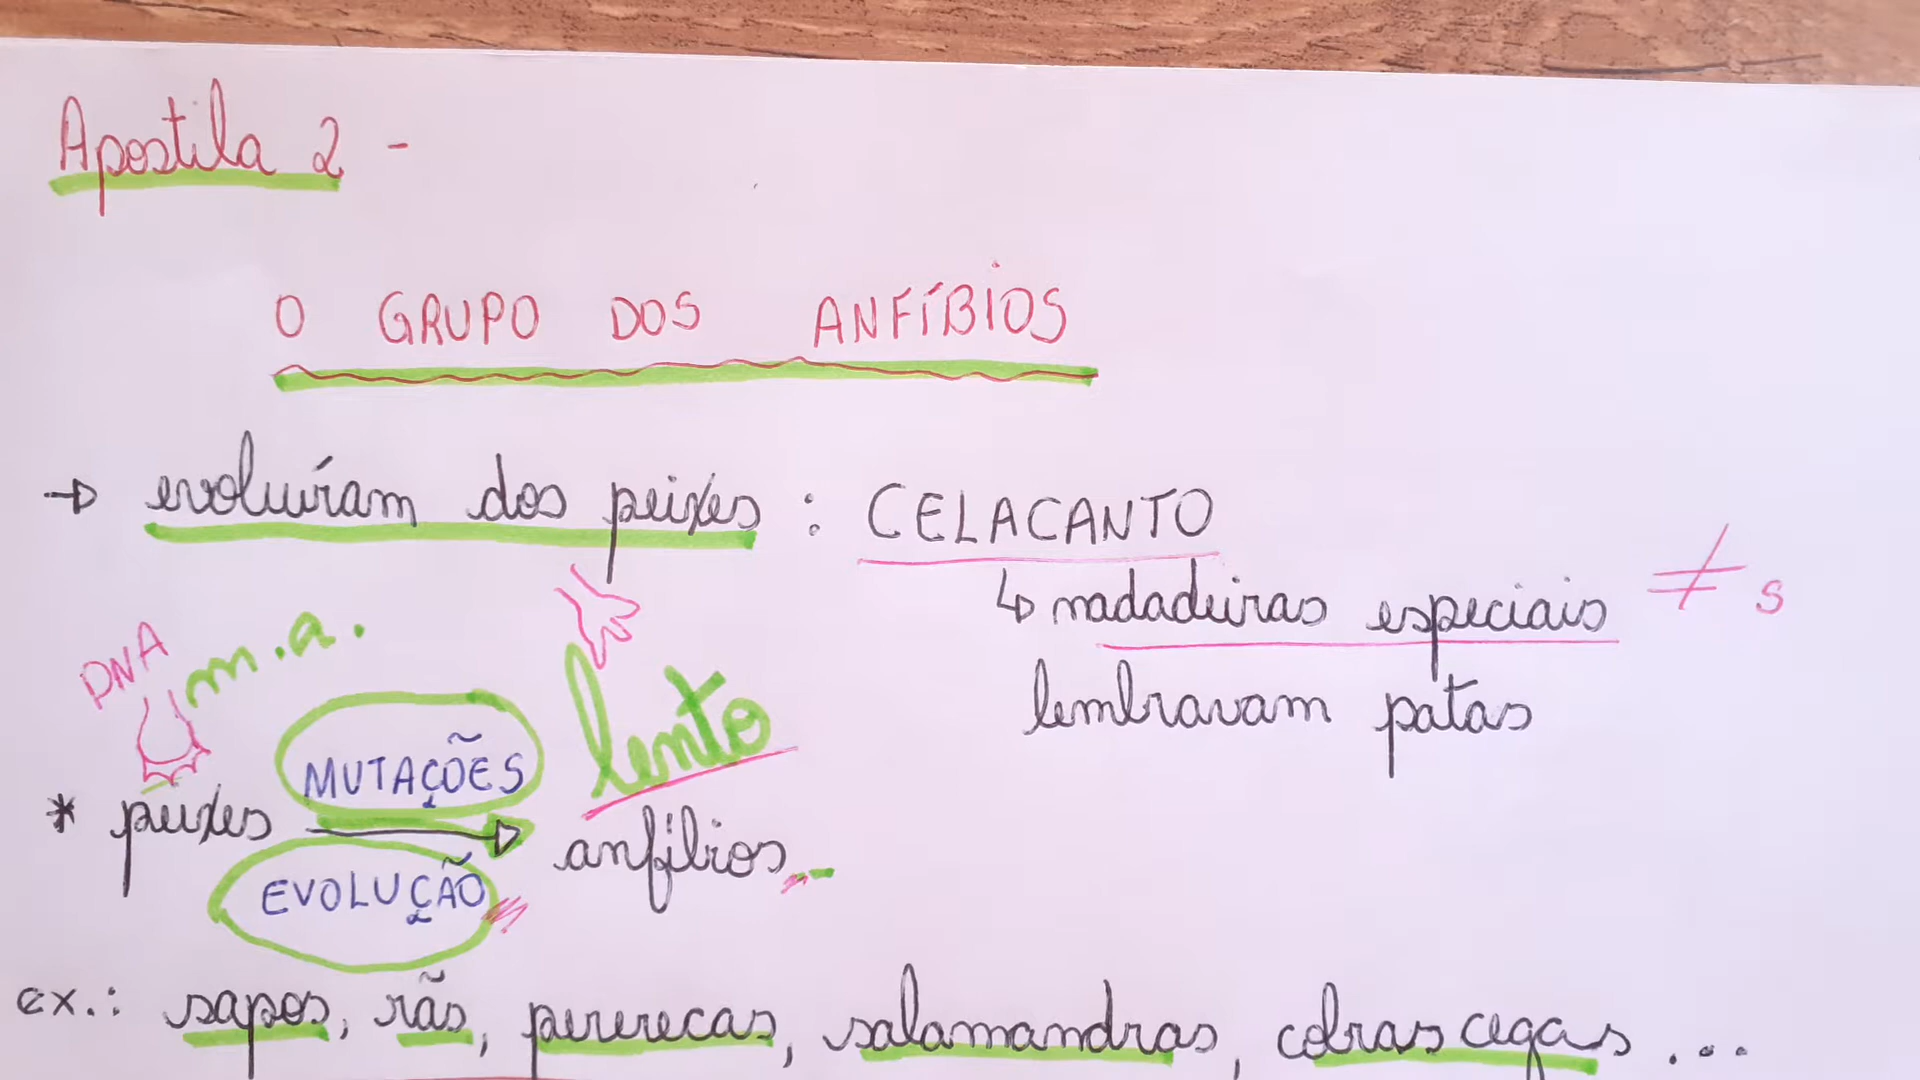 Apostila 2 -
O GRUPO DOS ANFÍBIOS
→ evoluíram dos peixes : CELACANTO
↳ nadadeiras especiais ≠ s
lembravam patas
DNA m.a.
MUTAÇÕES lento
* peixes → anfíbios
EVOLUÇÃO
ex.: sapos, rãs, pererecas, salamandras, cobras cegas ...